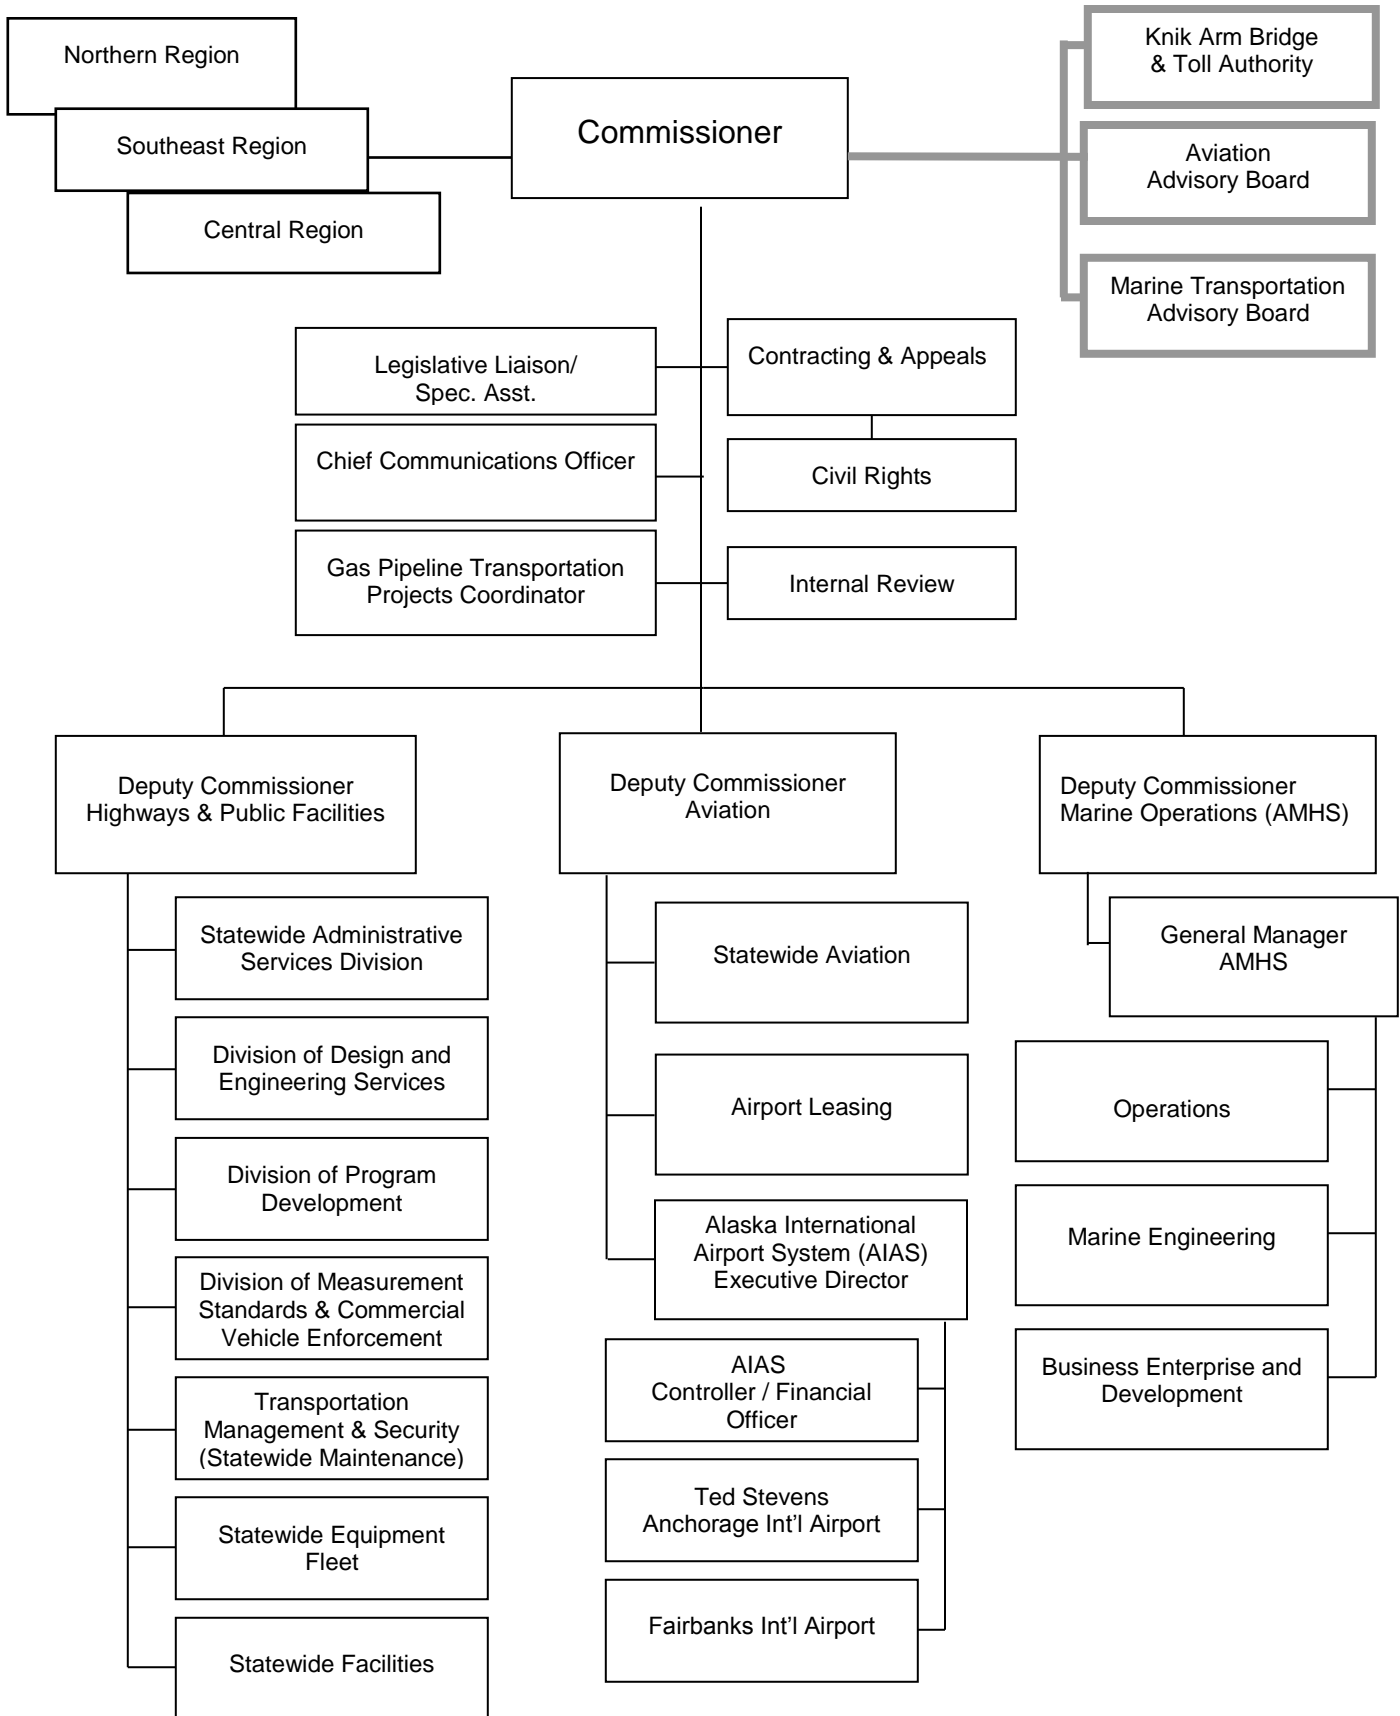 Northern Region
Southeast Region
Central Region
Commissioner
Knik Arm Bridge
& Toll Authority
Aviation
Advisory Board
Marine Transportation
Advisory Board
Legislative Liaison/
Spec. Asst.
Contracting & Appeals
Chief Communications Officer
Civil Rights
Gas Pipeline Transportation
Projects Coordinator
Internal Review
Deputy Commissioner
Highways & Public Facilities
Statewide Administrative
Services Division
Division of Design and
Engineering Services
Division of Program
Development
Division of Measurement
Standards & Commercial
Vehicle Enforcement
Transportation
Management & Security
(Statewide Maintenance)
Statewide Equipment
Fleet
Statewide Facilities
Deputy Commissioner
Aviation
Statewide Aviation
Airport Leasing
Alaska International
Airport System (AIAS)
Executive Director
AIAS
Controller / Financial
Officer
Ted Stevens
Anchorage Int’l Airport
Fairbanks Int’l Airport
Deputy Commissioner
Marine Operations (AMHS)
General Manager
AMHS
Operations
Marine Engineering
Business Enterprise and
Development